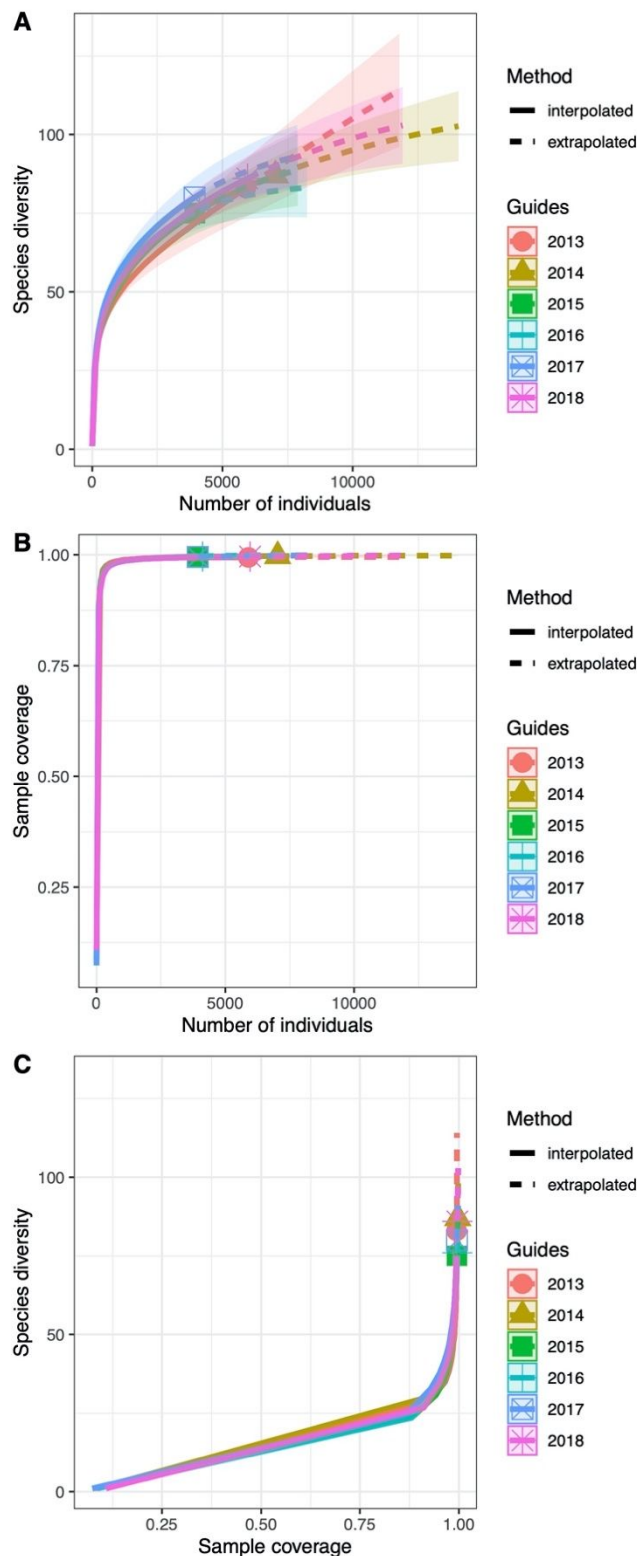 A
Species diversity
100
50
0
0 5000 10000
Number of individuals
Method
interpolated
extrapolated
Guides
2013
2014
2015
2016
2017
2018
B
Sample coverage
1.00
0.75
0.50
0.25
0 5000 10000
Number of individuals
Method
interpolated
extrapolated
Guides
2013
2014
2015
2016
2017
2018
C
Species diversity
100
50
0
0.25 0.50 0.75 1.00
Sample coverage
Method
interpolated
extrapolated
Guides
2013
2014
2015
2016
2017
2018